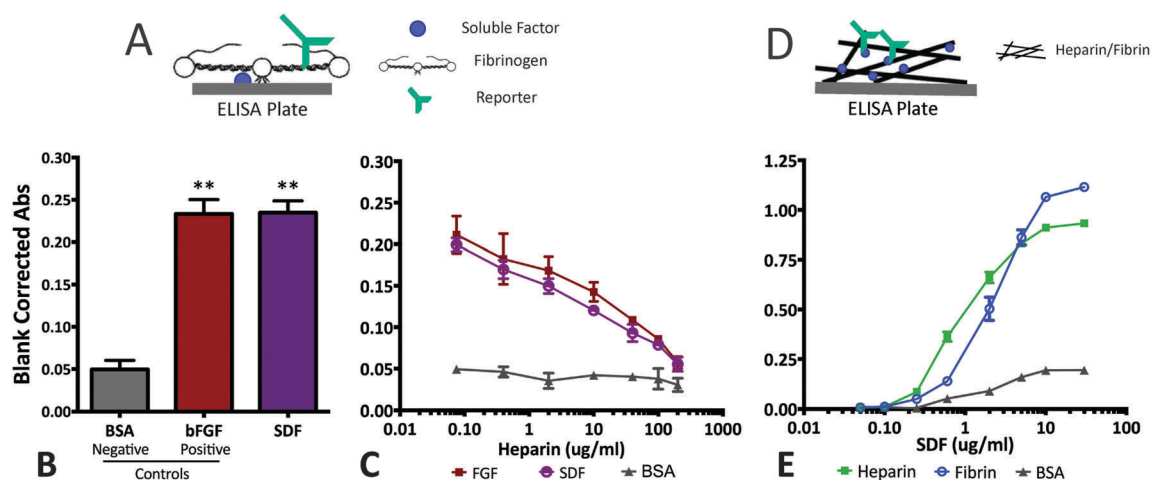 A
Soluble Factor
Fibrinogen
Reporter
ELISA Plate
D
Heparin/Fibrin
ELISA Plate
Blank Corrected Abs
0.30
0.25
0.20
0.15
0.10
0.05
0.00
** **
BSA bFGF SDF
Negative Positive
Controls
B
0.30
0.25
0.20
0.15
0.10
0.05
0.00
0.01 0.10 1 10 100 1000
Heparin (ug/ml)
FGF SDF BSA
C
1.25
1.00
0.75
0.50
0.25
0.00
0.01 0.10 1 10 100
SDF (ug/ml)
Heparin Fibrin BSA
E